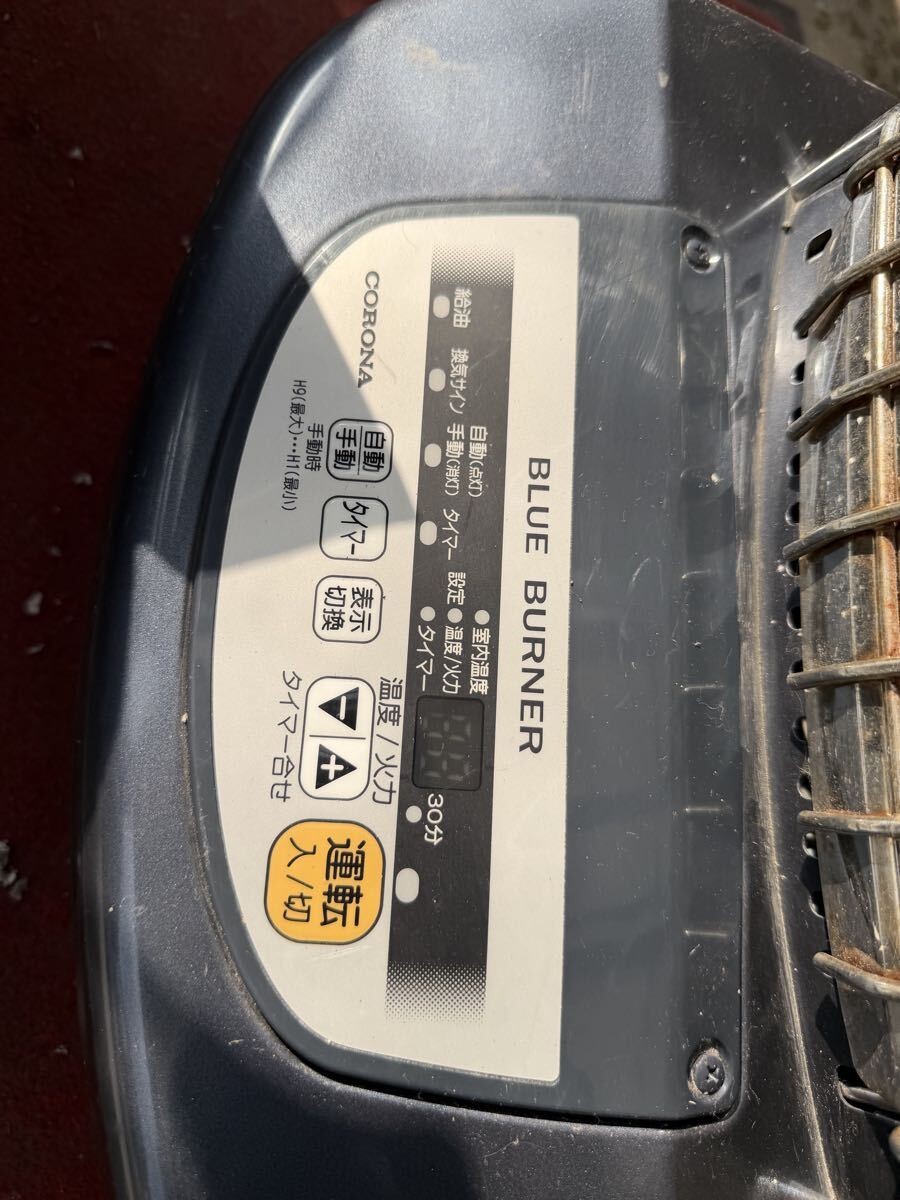 BLUE BURNER
給油
換気サイン
自動(点灯)
手動(消灯)
タイマー
設定
室内温度
温度/火力
タイマー
30分
CORONA
自動
手動
タイマー
表示
切換
温度/火力
－
＋
タイマー合せ
運転
入/切
手動時
H9(最大)…H1(最小)